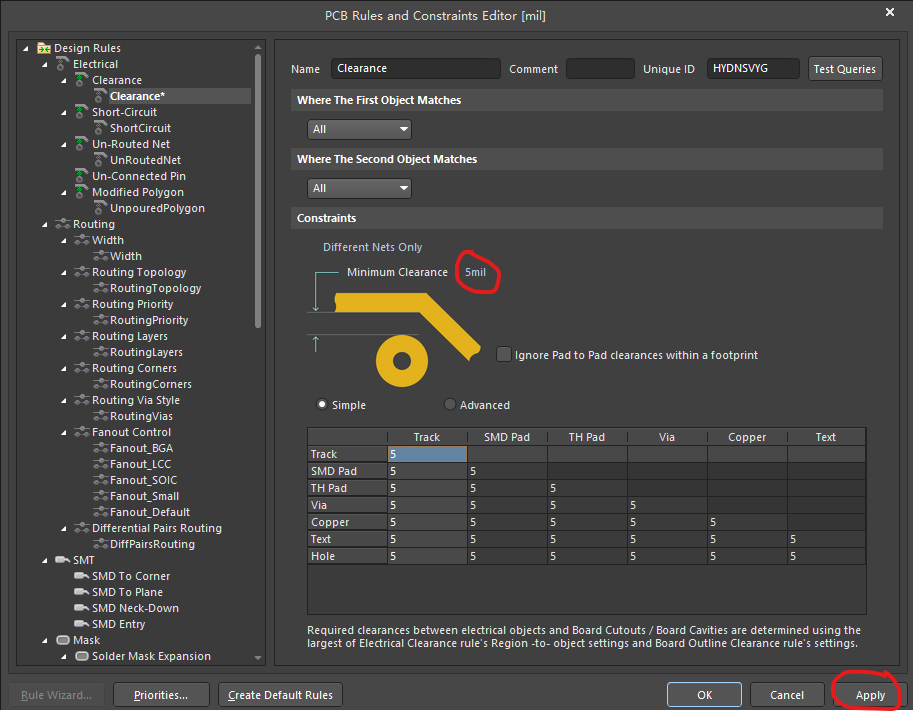 PCB Rules and Constraints Editor [mil]
Design Rules
Electrical
Clearance
Clearance*
Short-Circuit
ShortCircuit
Un-Routed Net
UnRoutedNet
Un-Connected Pin
Modified Polygon
UnpouredPolygon
Routing
Width
Width
Routing Topology
RoutingTopology
Routing Priority
RoutingPriority
Routing Layers
RoutingLayers
Routing Corners
RoutingCorners
Routing Via Style
RoutingVias
Fanout Control
Fanout_BGA
Fanout_LCC
Fanout_SOIC
Fanout_Small
Fanout_Default
Differential Pairs Routing
DiffPairsRouting
SMT
SMD To Corner
SMD To Plane
SMD Neck-Down
SMD Entry
Mask
Solder Mask Expansion
Name Clearance Comment Unique ID HYDNSVYG Test Queries
Where The First Object Matches
All
Where The Second Object Matches
All
Constraints
Different Nets Only
Minimum Clearance 5mil
Ignore Pad to Pad clearances within a footprint
Simple Advanced
Track SMD Pad TH Pad Via Copper Text
Track 5
SMD Pad 5 5
TH Pad 5 5 5
Via 5 5 5 5
Copper 5 5 5 5 5
Text 5 5 5 5 5 5
Hole 5 5 5 5 5 5
Required clearances between electrical objects and Board Cutouts / Board Cavities are determined using the
largest of Electrical Clearance rule's Region -to- object settings and Board Outline Clearance rule's settings.
Rule Wizard... Priorities... Create Default Rules OK Cancel Apply